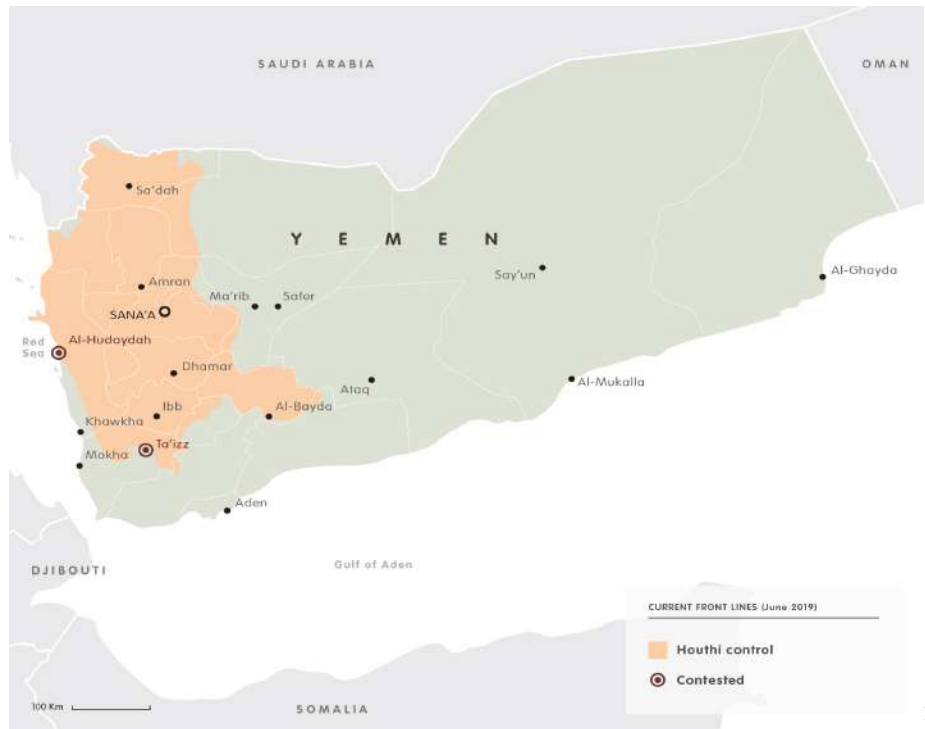 SAUDI ARABIA
OMAN
Sa'dah
YEMEN
Say'un
Al-Ghayda
Amran
Ma'rib
Safer
SANA'A
Red
Sea
Al-Hudaydah
Dhamar
Ataq
Al-Mukalla
Ibb
Al-Bayda
Khawkha
Ta'izz
Mokha
Aden
Gulf of Aden
DJIBOUTI
CURRENT FRONT LINES (June 2019)
Houthi control
Contested
100 Km
SOMALIA